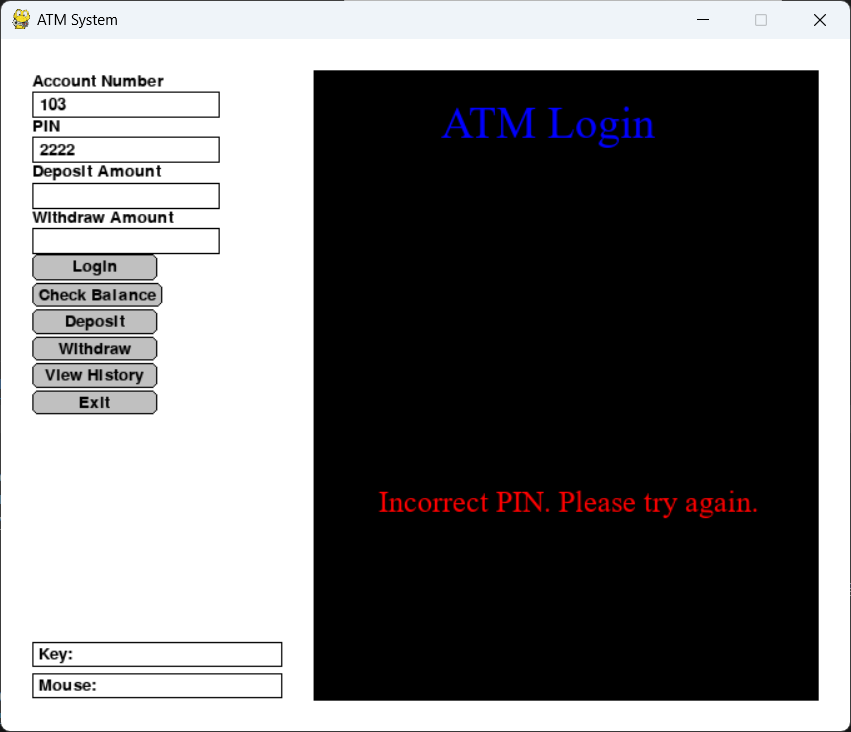 ATM System
Account Number
103
PIN
2222
Deposit Amount
Withdraw Amount
Login
Check Balance
Deposit
Withdraw
View History
Exit
Key:
Mouse:
ATM Login
Incorrect PIN. Please try again.